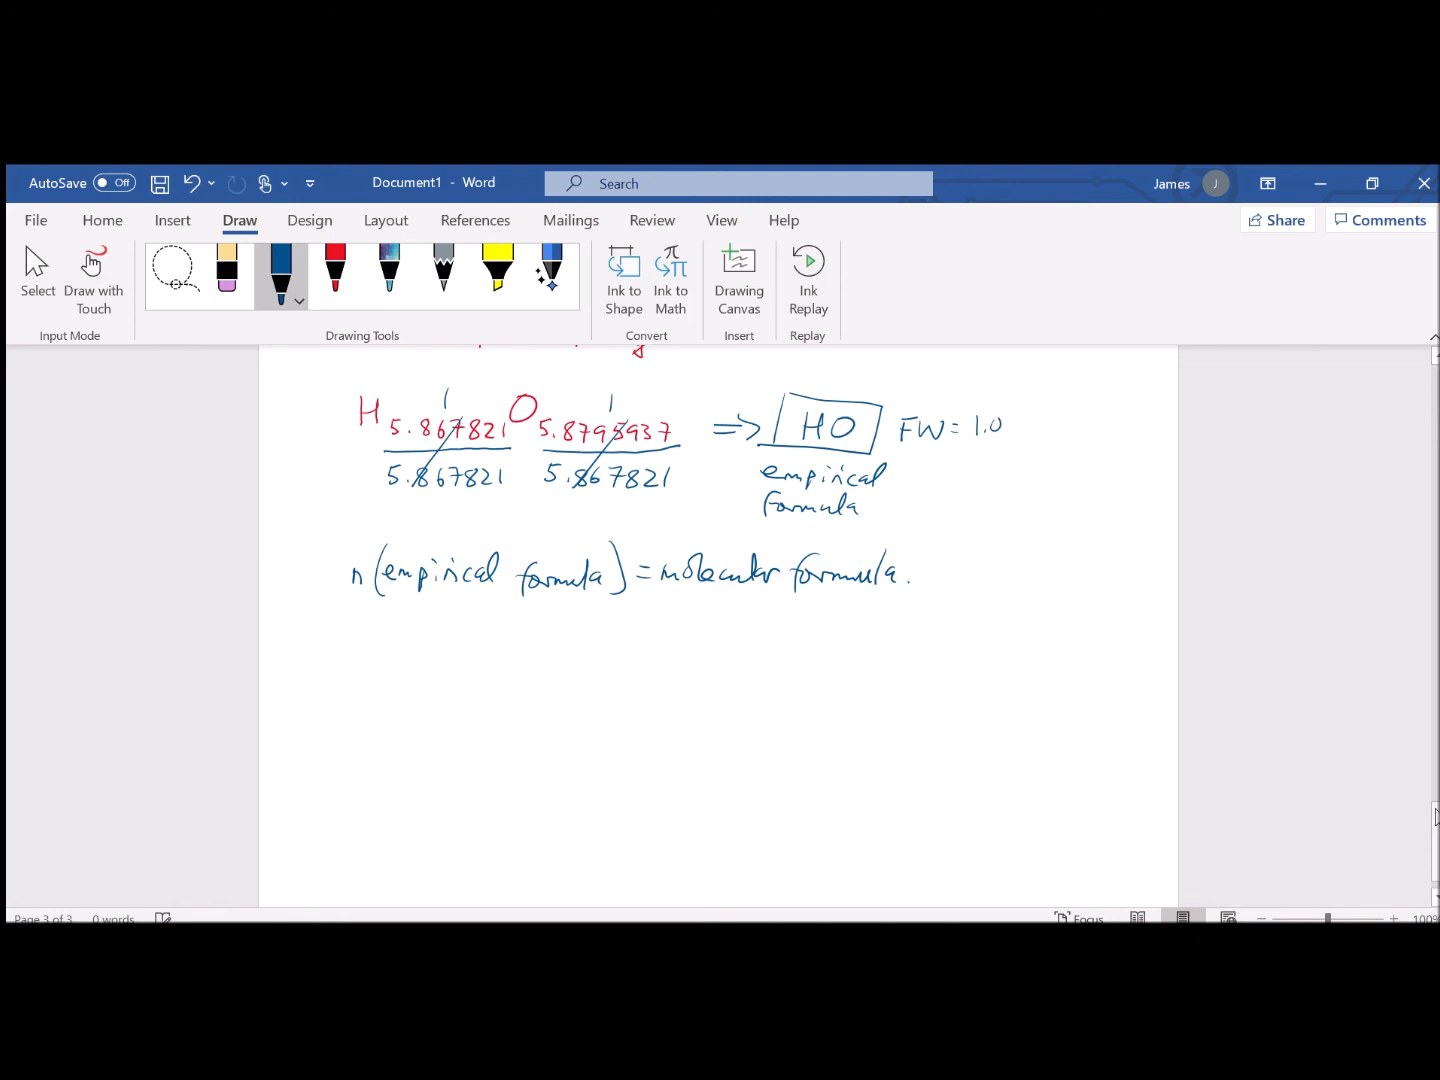 AutoSave Off Document1 - Word Search James J
File Home Insert Draw Design Layout References Mailings Review View Help Share Comments
Select Draw with Touch Ink to Shape Ink to Math Drawing Canvas Ink Replay
Input Mode Drawing Tools Convert Insert Replay
H 5.867821 O 5.8795937 => HO FW = 1.0
1 1
5.867821 5.867821 empirical
formula
n(empirical formula) = molecular formula.
Page 3 of 3 0 words Focus 100%